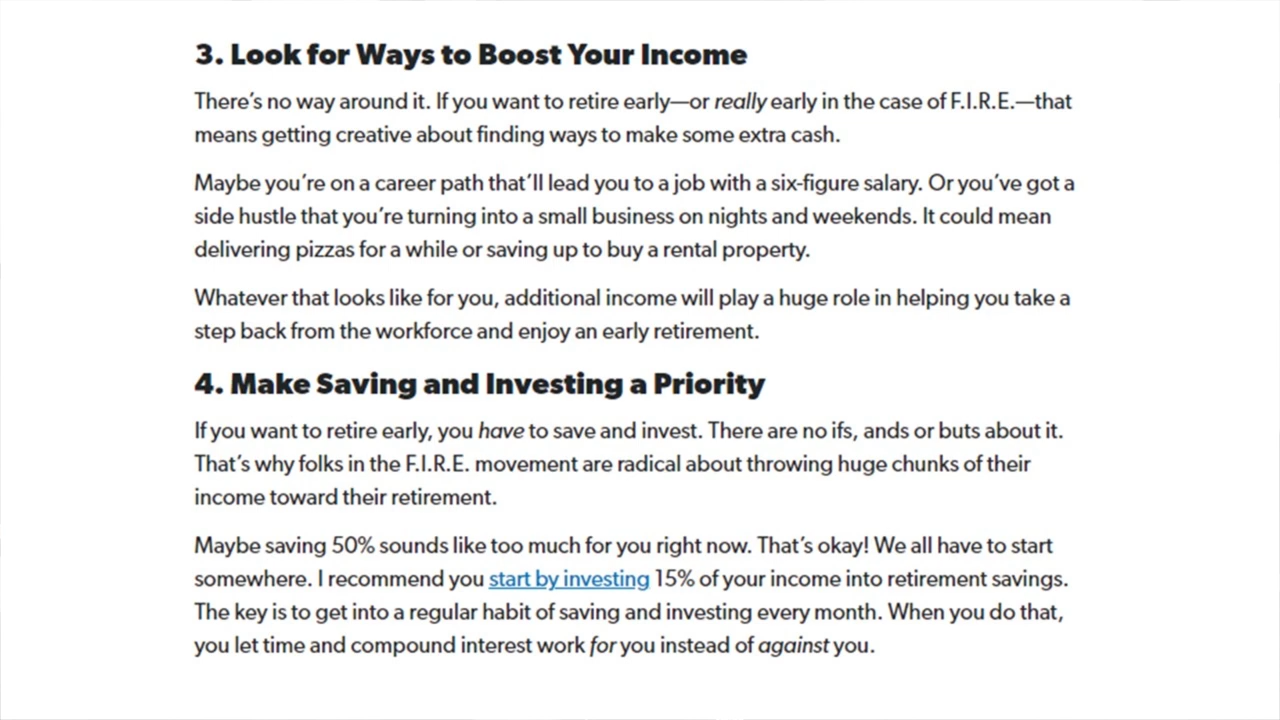 3. Look for Ways to Boost Your Income
There’s no way around it. If you want to retire early—or really early in the case of F.I.R.E.—that
means getting creative about finding ways to make some extra cash.
Maybe you’re on a career path that’ll lead you to a job with a six-figure salary. Or you’ve got a
side hustle that you’re turning into a small business on nights and weekends. It could mean
delivering pizzas for a while or saving up to buy a rental property.
Whatever that looks like for you, additional income will play a huge role in helping you take a
step back from the workforce and enjoy an early retirement.
4. Make Saving and Investing a Priority
If you want to retire early, you have to save and invest. There are no ifs, ands or buts about it.
That’s why folks in the F.I.R.E. movement are radical about throwing huge chunks of their
income toward their retirement.
Maybe saving 50% sounds like too much for you right now. That’s okay! We all have to start
somewhere. I recommend you start by investing 15% of your income into retirement savings.
The key is to get into a regular habit of saving and investing every month. When you do that,
you let time and compound interest work for you instead of against you.